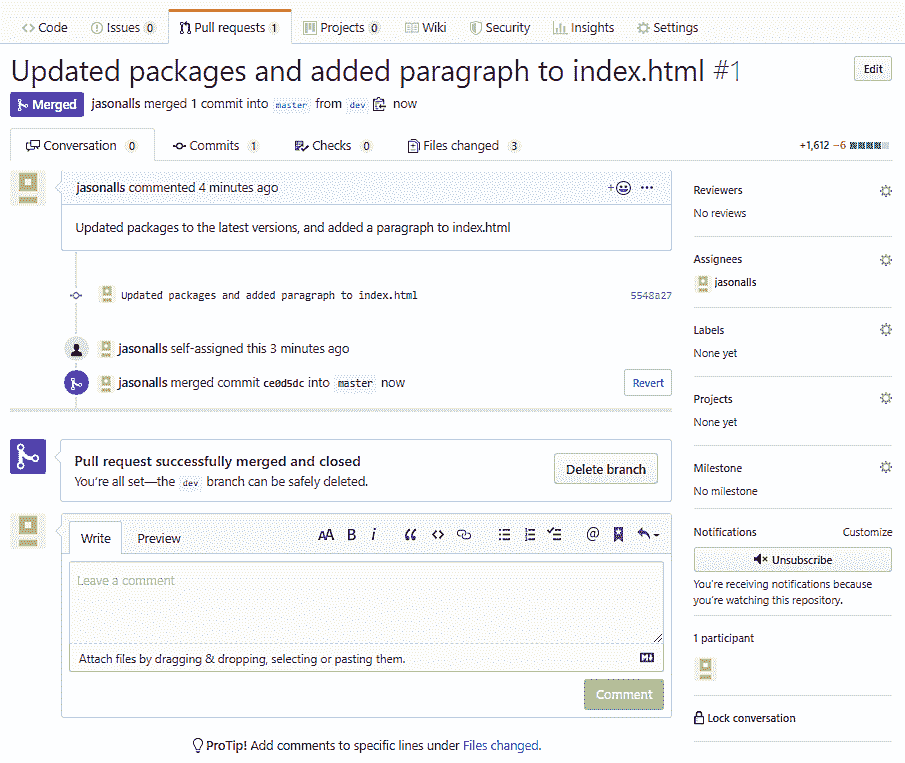 Code Issues 0 Pull requests 1 Projects 0 Wiki Security Insights Settings
Updated packages and added paragraph to index.html #1
Edit
Merged jasonalls merged 1 commit into master from dev now
Conversation 0 Commits 1 Checks 0 Files changed 3
+1,612 −6
jasonalls commented 4 minutes ago
Updated packages to the latest versions, and added a paragraph to index.html
Updated packages and added paragraph to index.html 5548a27
jasonalls self-assigned this 3 minutes ago
jasonalls merged commit ce0d5dc into master now
Revert
Pull request successfully merged and closed
You're all set—the dev branch can be safely deleted.
Delete branch
Write Preview
AA B i “ <> @
Leave a comment
Attach files by dragging & dropping, selecting or pasting them.
M
Comment
ProTip! Add comments to specific lines under Files changed.
Reviewers
No reviews
Assignees
jasonalls
Labels
None yet
Projects
None yet
Milestone
No milestone
Notifications Customize
Unsubscribe
You're receiving notifications because
you're watching this repository.
1 participant
Lock conversation